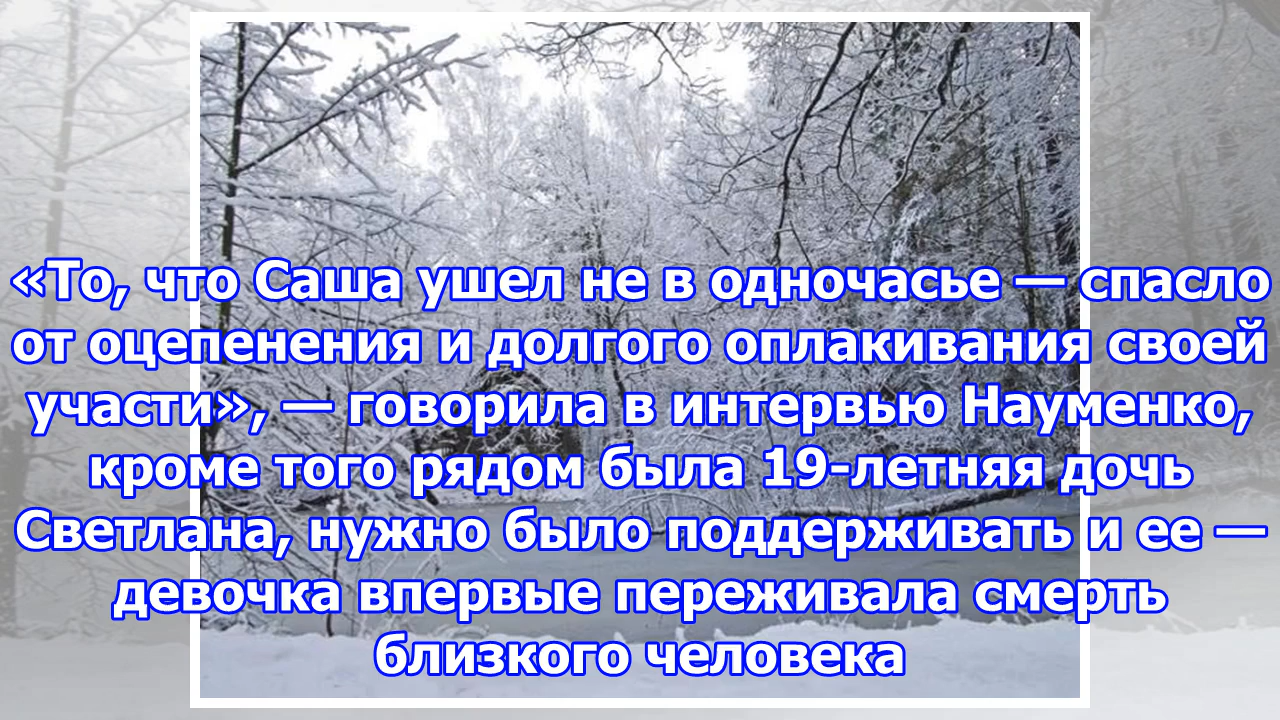 «То, что Саша ушел не в одночасье — спасло
от оцепенения и долгого оплакивания своей
участи», — говорила в интервью Науменко,
кроме того рядом была 19-летняя дочь
Светлана, нужно было поддерживать и ее —
девочка впервые переживала смерть
близкого человека